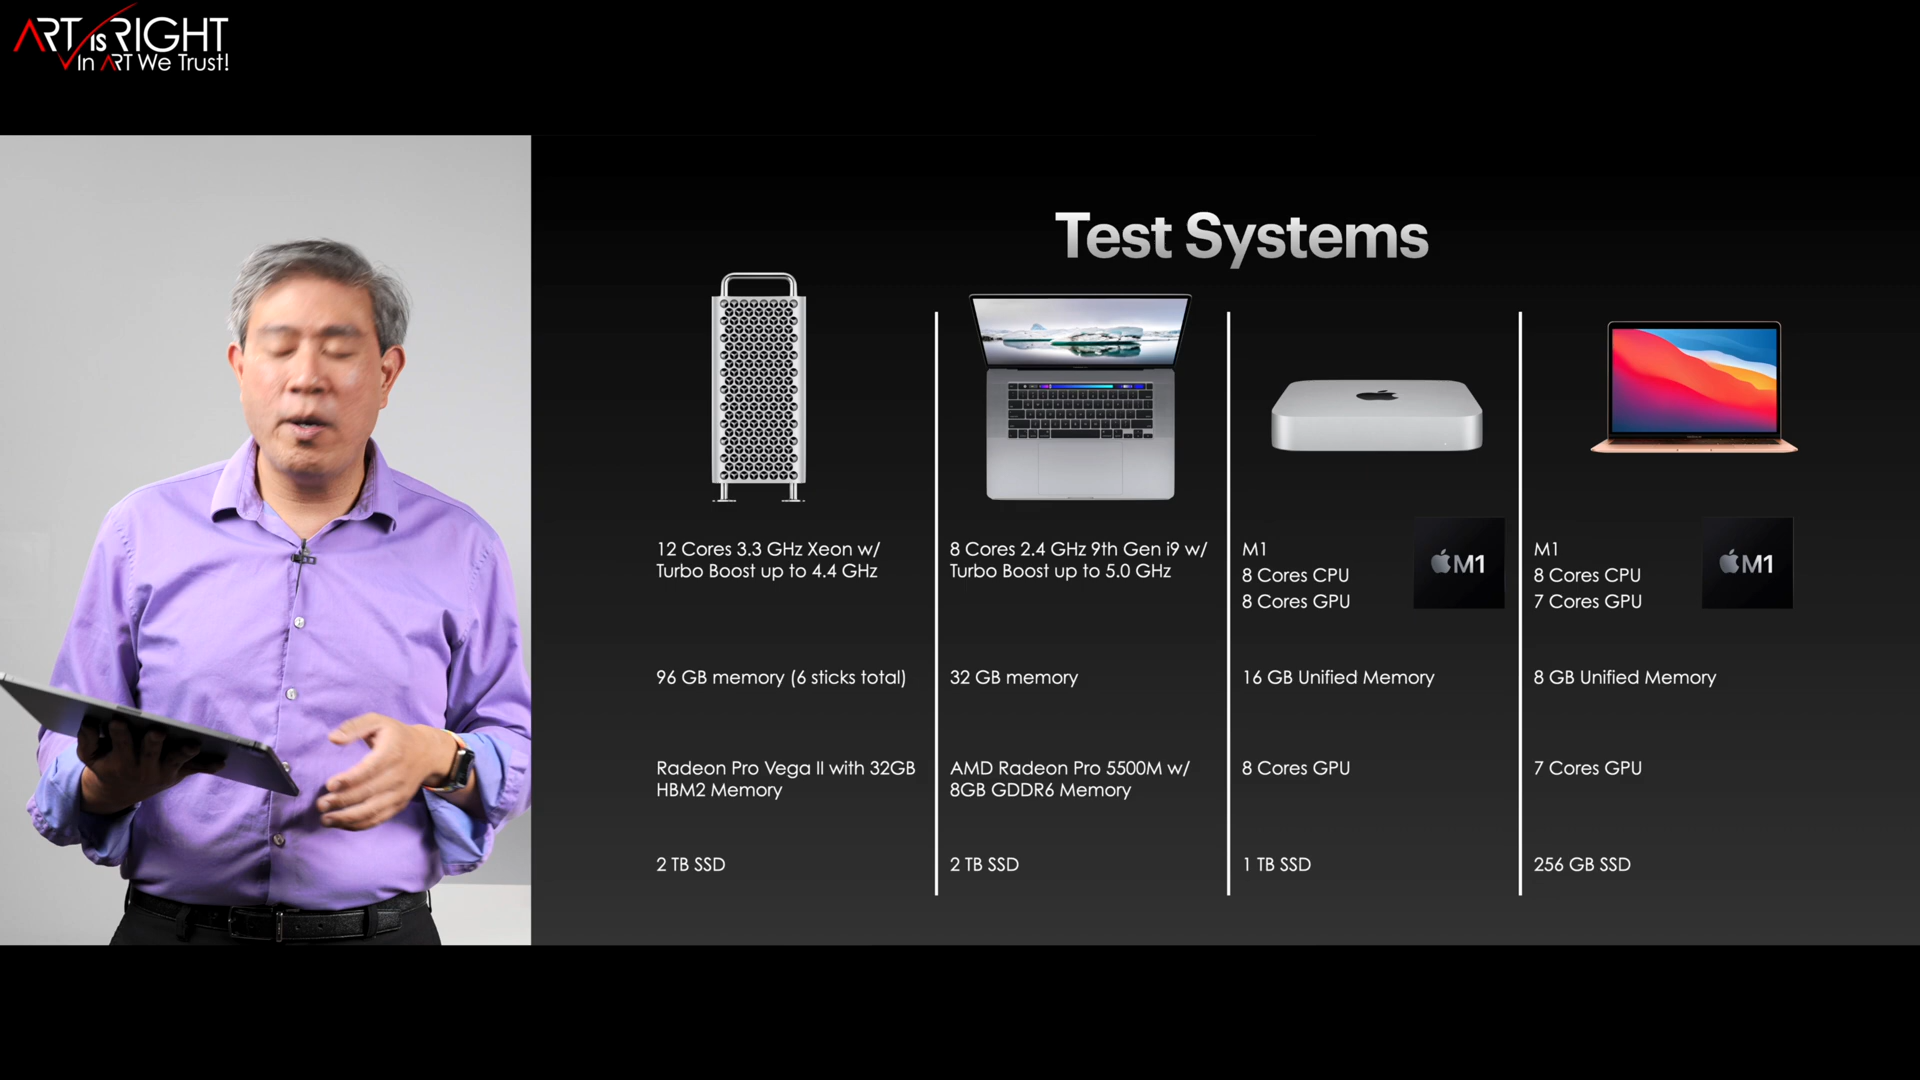 ART is RIGHT
In ART We Trust!
Test Systems
12 Cores 3.3 GHz Xeon w/
Turbo Boost up to 4.4 GHz
96 GB memory (6 sticks total)
Radeon Pro Vega II with 32GB
HBM2 Memory
2 TB SSD
8 Cores 2.4 GHz 9th Gen i9 w/
Turbo Boost up to 5.0 GHz
32 GB memory
AMD Radeon Pro 5500M w/
8GB GDDR6 Memory
2 TB SSD
M1
8 Cores CPU
8 Cores GPU
M1
16 GB Unified Memory
8 Cores GPU
1 TB SSD
M1
8 Cores CPU
7 Cores GPU
M1
8 GB Unified Memory
7 Cores GPU
256 GB SSD